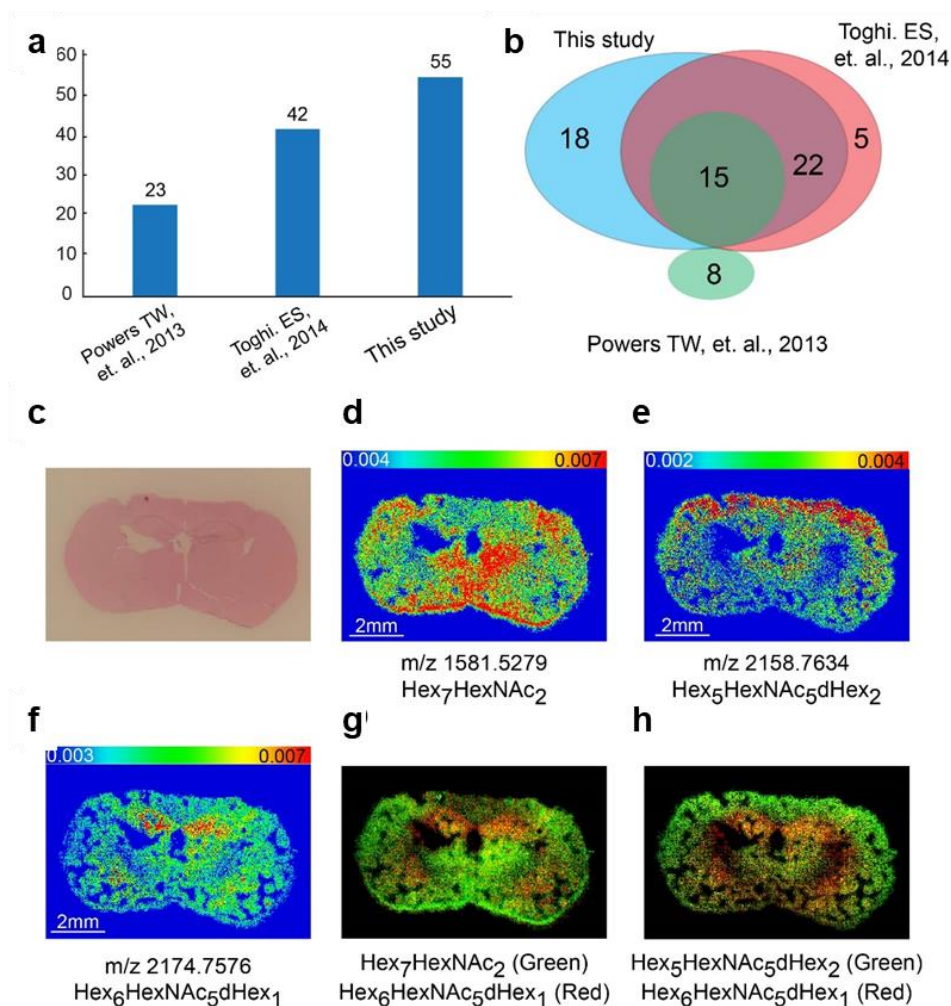 a
60
50
40
30
20
10
0
23
42
55
Powers TW,
et. al., 2013
Toghi. ES,
et. al., 2014
This study
b
This study
Toghi. ES,
et. al., 2014
18
15
22
5
8
Powers TW, et. al., 2013
c
d
0.004 0.007
2mm
m/z 1581.5279
Hex7HexNAc2
e
0.002 0.004
2mm
m/z 2158.7634
Hex5HexNAc5dHex2
f
0.003 0.007
2mm
m/z 2174.7576
Hex6HexNAc5dHex1
g
Hex7HexNAc2 (Green)
Hex6HexNAc5dHex1 (Red)
h
Hex5HexNAc5dHex2 (Green)
Hex6HexNAc5dHex1 (Red)